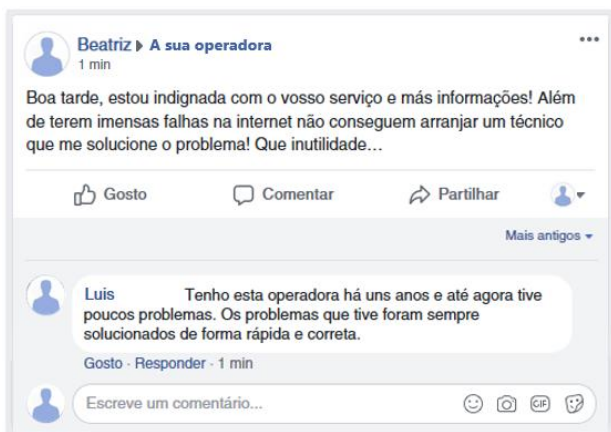 Beatriz ▸ A sua operadora
1 min
Boa tarde, estou indignada com o vosso serviço e más informações! Além
de terem imensas falhas na internet não conseguem arranjar um técnico
que me solucione o problema! Que inutilidade…
Gosto Comentar Partilhar
Mais antigos
Luis Tenho esta operadora há uns anos e até agora tive
poucos problemas. Os problemas que tive foram sempre
solucionados de forma rápida e correta.
Gosto · Responder · 1 min
Escreve um comentário... GIF